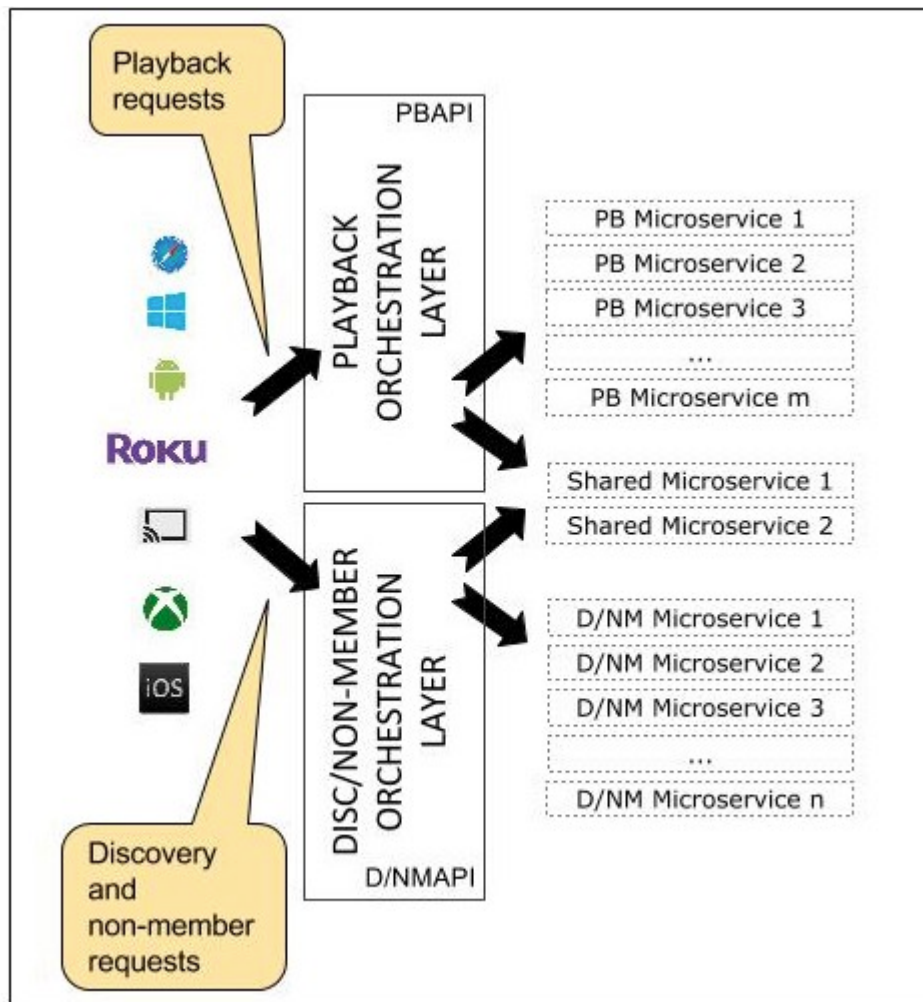 Playback
requests
PBAPI
PLAYBACK
ORCHESTRATION
LAYER
PB Microservice 1
PB Microservice 2
PB Microservice 3
...
PB Microservice m
ROKU
Shared Microservice 1
Shared Microservice 2
iOS
DISC/NON-MEMBER
ORCHESTRATION
LAYER
D/NMAPI
D/NM Microservice 1
D/NM Microservice 2
D/NM Microservice 3
...
D/NM Microservice n
Discovery
and
non-member
requests